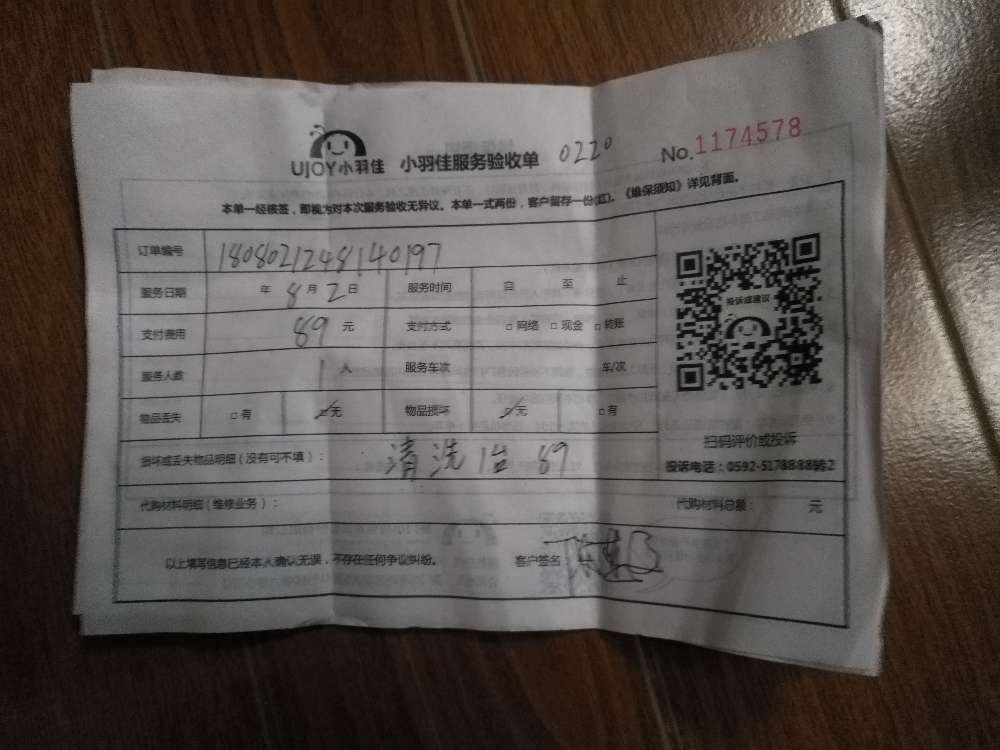 UJOY小羽佳 小羽佳服务验收单 0220 No.1174578
本单一经核签，即视为对本次服务验收无异议。本单一式两份，客户留存一份(红)。《维保须知》详见背面。
订单编号 1808021248140197
服务日期 年 8 月 2 日 服务时间 自 至 止
支付费用 89 元 支付方式 □ 网络 □ 现金 □ 转账
服务人数 1 人 服务车次 车/次
物品丢失 □ 有 ☑ 无 物品损坏 ☑ 无 □ 有
投诉或建议
扫码评价或投诉
投诉电话：0592-5178888转2
损坏或丢失物品明细（没有可不填）： 清洗1台 89
代购材料明细（维修业务）： 代购材料总额： 元
以上填写信息已经本人确认无误，不存在任何争议纠纷。 客户签名